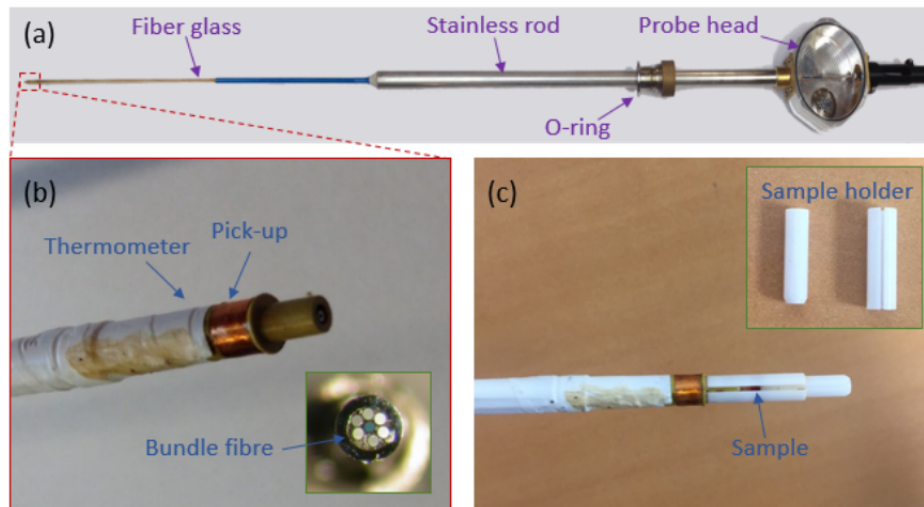 (a)
Fiber glass
Stainless rod
Probe head
O-ring
(b)
Thermometer
Pick-up
Bundle fibre
(c)
Sample holder
Sample